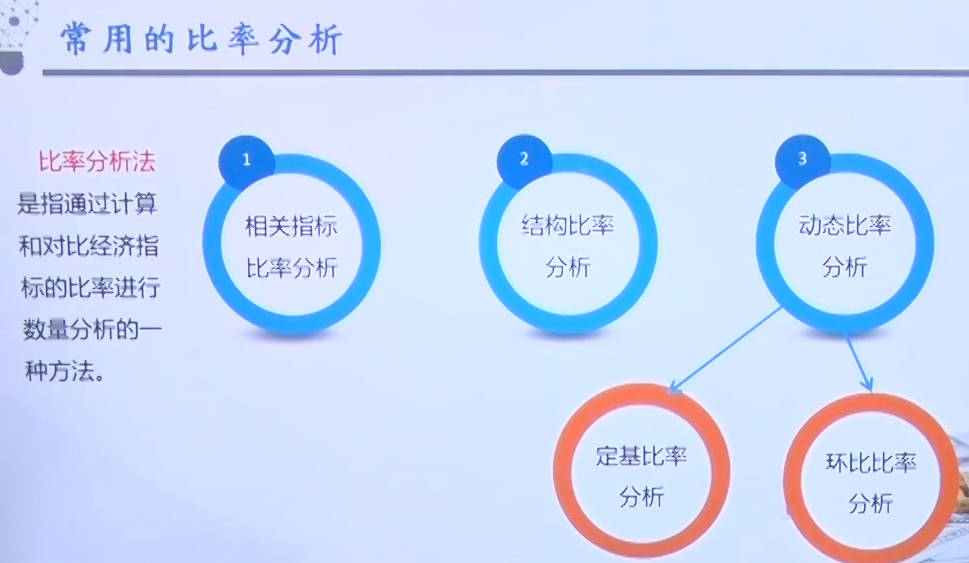 常用的比率分析
比率分析法
是指通过计算
和对比经济指
标的比率进行
数量分析的一
种方法。
1
相关指标
比率分析
2
结构比率
分析
3
动态比率
分析
定基比率
分析
环比比率
分析